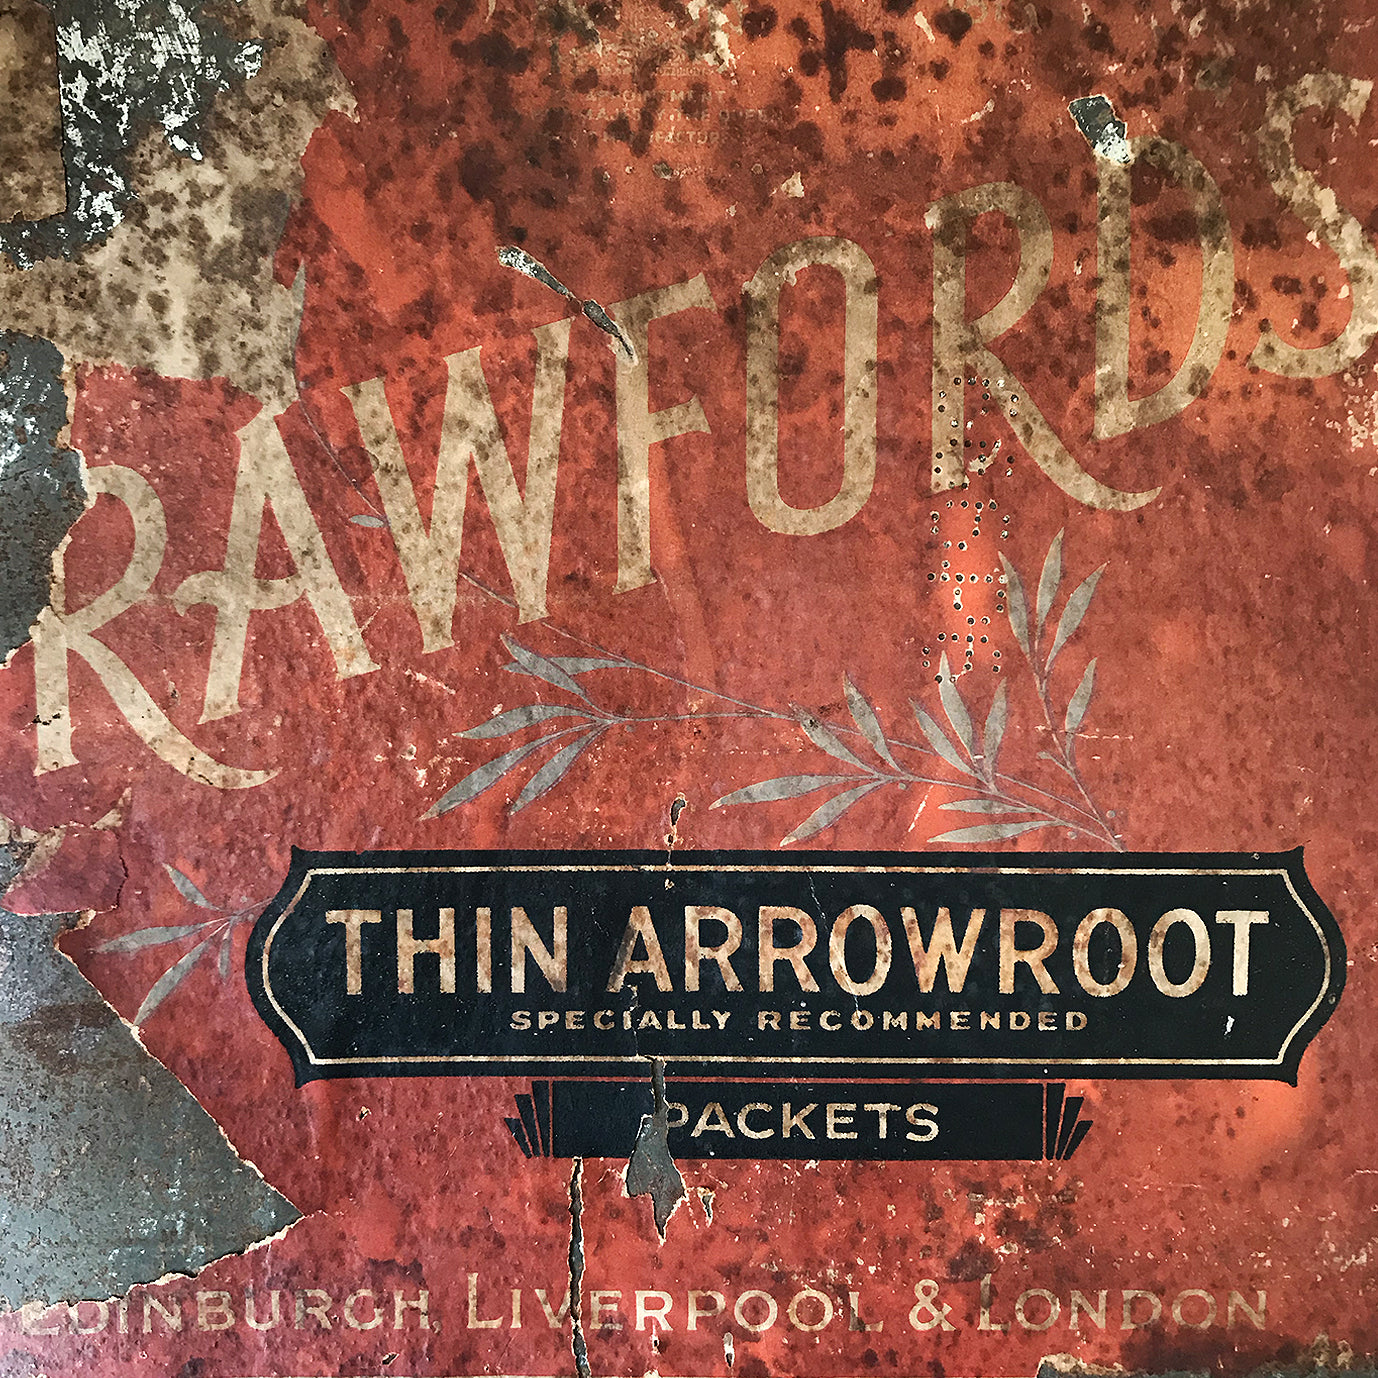 RAWFORDS
THIN ARROWROOT
SPECIALLY RECOMMENDED
PACKETS
EDINBURGH, LIVERPOOL & LONDON